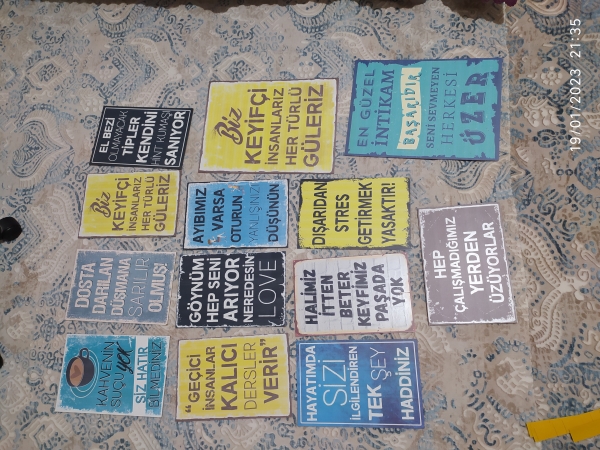 EL BEZİ
OLMAYACAK
TİPLER
KENDİNİ
HİNT KUMAŞI
SANIYOR
Biz
KEYİFÇİ
İNSANLARIZ
HER TÜRLÜ
GÜLERİZ
EN GÜZEL
İNTİKAM
BAŞARIDIR
SENİ SEVMEYEN
HERKESİ
ÜZER
Biz
KEYİFÇİ
İNSANLARIZ
HER TÜRLÜ
GÜLERİZ
AYIBIMIZ
VARSA
OTURUN
YANLIŞINIZI
DÜŞÜNÜN
DIŞARIDAN
STRES
GETİRMEK
YASAKTIR!
HEP
ÇALIŞMADIĞIMIZ
YERDEN
ÜZÜYORLAR
DOSTA
DARILAN
DÜŞMANA
SARILIR
OLMUŞ!
GÖYNÜM
HEP SENİ
ARIYOR
NEREDESİN
LOVE
HALİMİZ
İTTEN
BETER
KEYFİMİZ
PAŞADA
YOK
KAHVENİN
SUÇU yok
SİZ HATIR
BİLMEDİNİZ
"GEÇİCİ
İNSANLAR
KALICI
DERSLER
VERİR"
HAYATIMDA
SİZİ
İLGİLENDİREN
TEK ŞEY
HADDİNİZ
19/01/2023 21:35